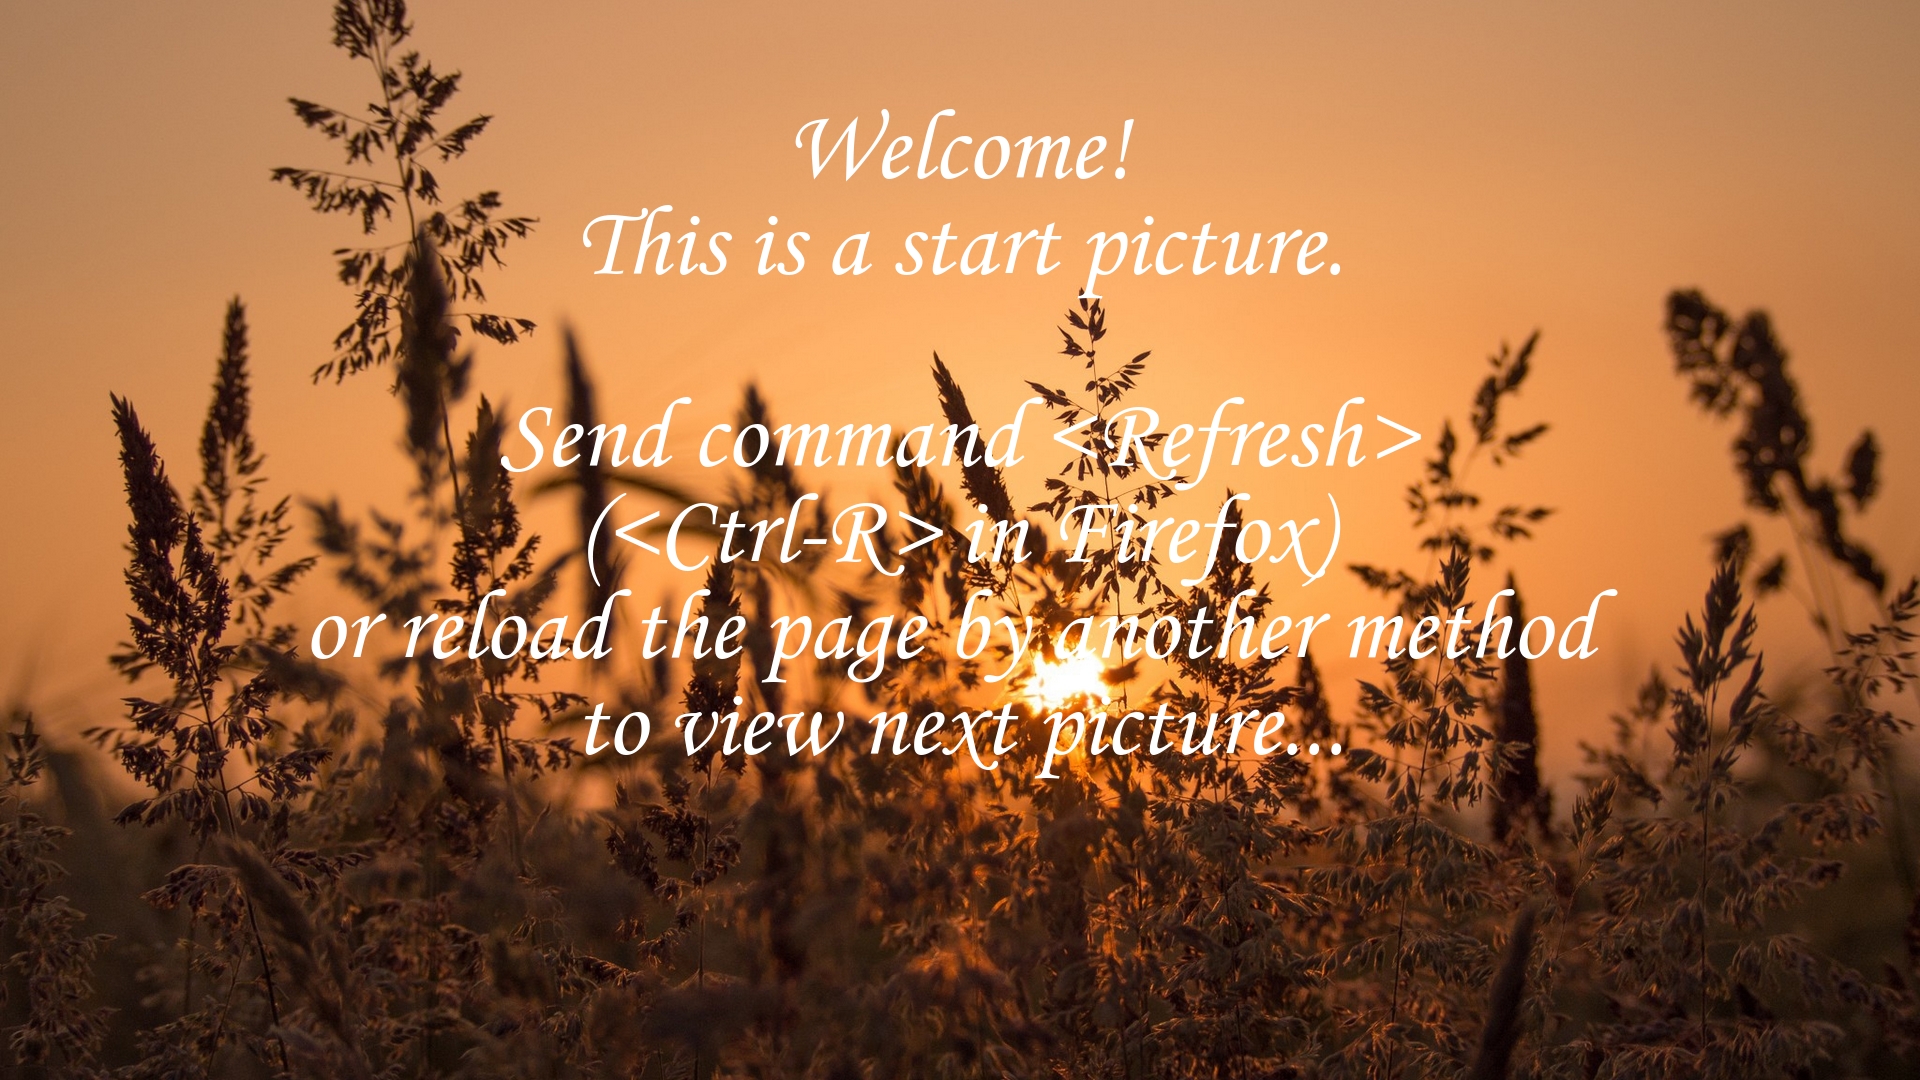 Welcome!
This is a start picture.
Send command <Refresh>
(<Ctrl-R> in Firefox)
or reload the page by another method
to view next picture...